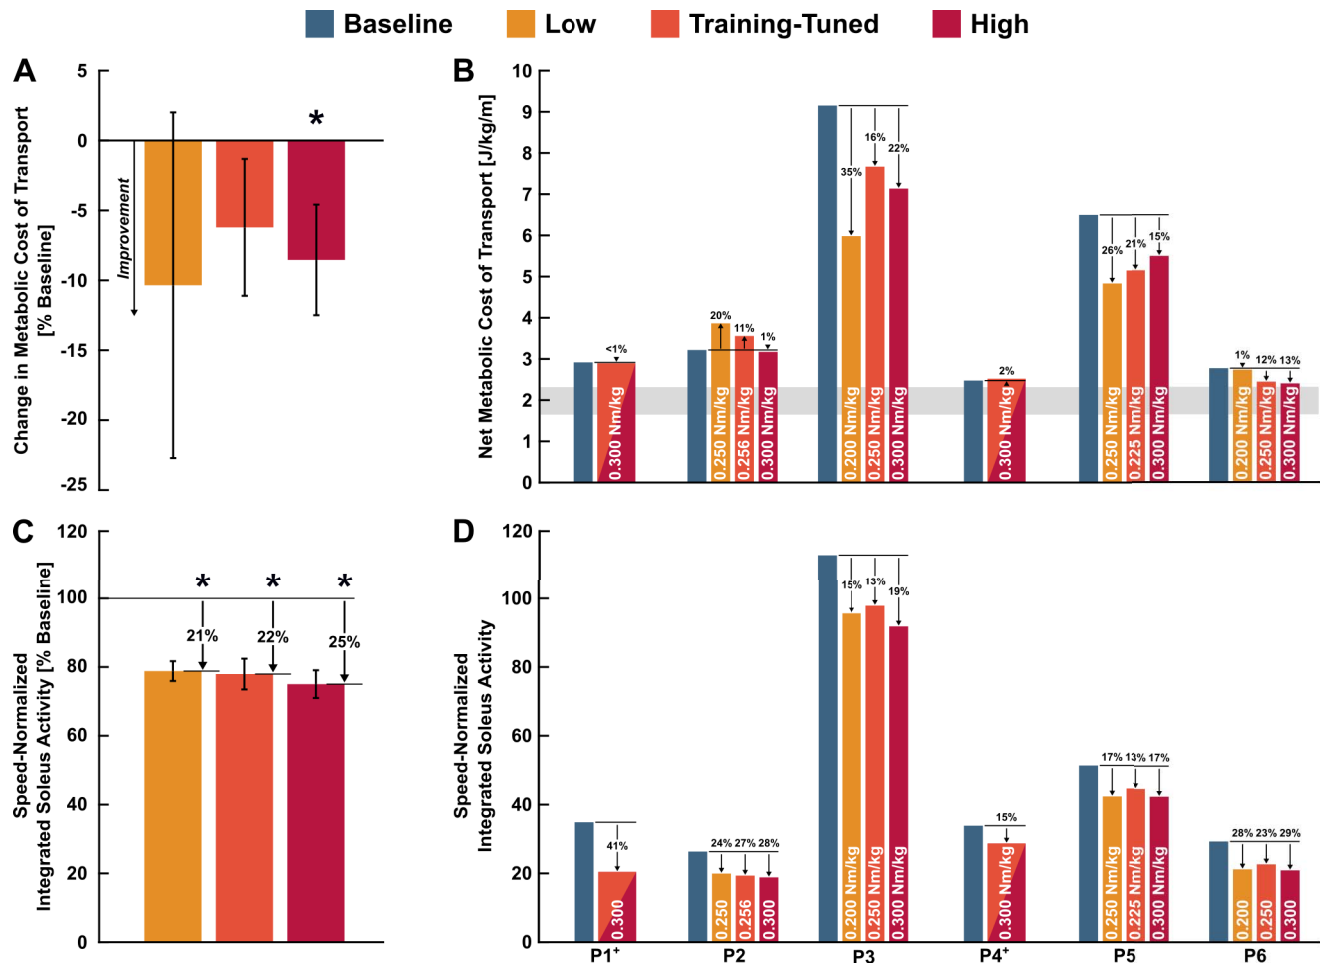 Baseline Low Training-Tuned High
A
Change in Metabolic Cost of Transport
[% Baseline]
5
0
-5
-10
-15
-20
-25
Improvement
*
B
Net Metabolic Cost of Transport [J/kg/m]
10
9
8
7
6
5
4
3
2
1
0
<1%
0.300 Nm/kg
20% 11% 1%
0.250 Nm/kg
0.256 Nm/kg
0.300 Nm/kg
35% 16% 22%
0.200 Nm/kg
0.250 Nm/kg
0.300 Nm/kg
2%
0.300 Nm/kg
26% 21% 15%
0.250 Nm/kg
0.225 Nm/kg
0.300 Nm/kg
1% 12% 13%
0.200 Nm/kg
0.250 Nm/kg
0.300 Nm/kg
C
Speed-Normalized
Integrated Soleus Activity [% Baseline]
120
100
80
60
40
20
0
* * *
21% 22% 25%
D
Speed-Normalized
Integrated Soleus Activity
120
100
80
60
40
20
0
41%
0.300
24% 27% 28%
0.250
0.256
0.300
15% 13% 19%
0.200 Nm/kg
0.250 Nm/kg
0.300 Nm/kg
15%
0.300 Nm/kg
17% 13% 17%
0.250 Nm/kg
0.225 Nm/kg
0.300 Nm/kg
28% 23% 29%
0.200
0.250
0.300
P1+ P2 P3 P4+ P5 P6